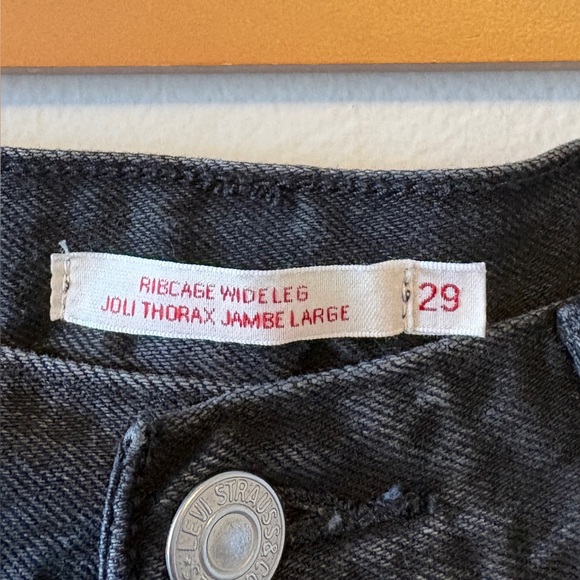 RIBCAGE WIDE LEG
JOLI THORAX JAMBE LARGE
29
LEVI STRAUSS & CO